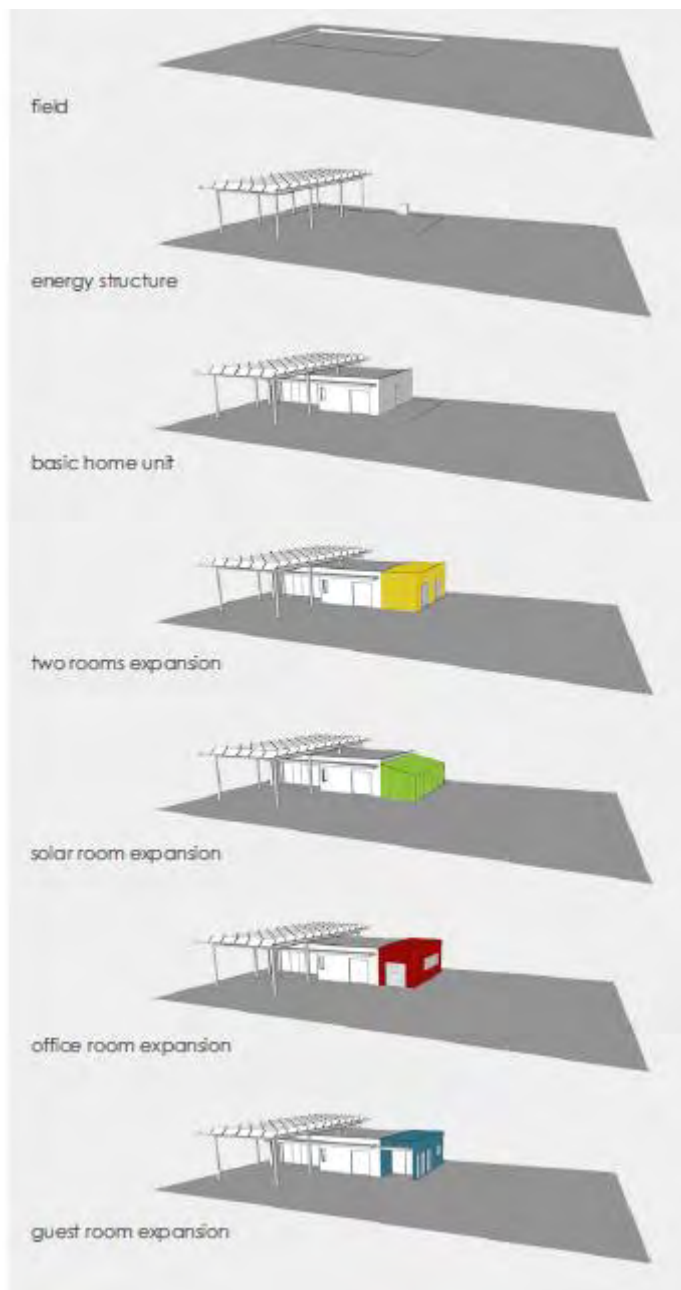 field
energy structure
basic home unit
two rooms expansion
solar room expansion
office room expansion
guest room expansion